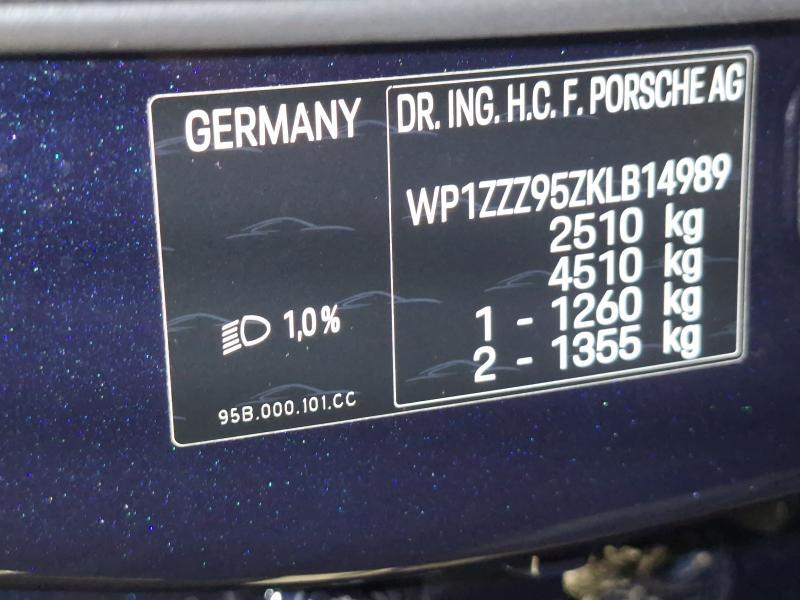 GERMANY
1,0%
95B.000.101.CC
DR. ING. H.C. F. PORSCHE AG
WP1ZZZ95ZKLB14989
2510 kg
4510 kg
1 - 1260 kg
2 - 1355 kg